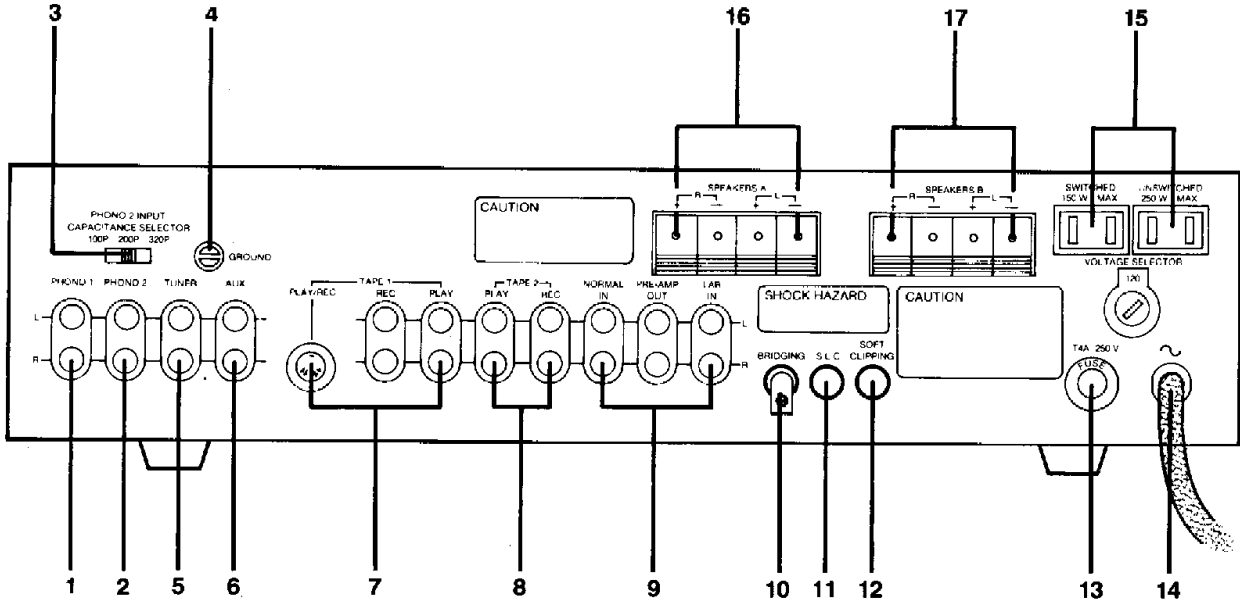 3 4 16 17 15
PHONO 2 INPUT
CAPACITANCE SELECTOR
100P 200P 320P
GROUND
CAUTION
SPEAKERS A
+ R − + L −
SPEAKERS B
+ R − + L −
SWITCHED
150 W MAX
UNSWITCHED
250 W MAX
VOLTAGE SELECTOR
120
PHONO 1 PHONO 2 TUNER AUX
L
R
PLAY/REC
TAPE 1
REC PLAY
TAPE 2
PLAY REC
NORMAL
IN
PRE-AMP
OUT
LAB
IN
L
R
SHOCK HAZARD
BRIDGING
S L C
SOFT
CLIPPING
CAUTION
T4A 250 V
FUSE
1 2 5 6 7 8 9 10 11 12 13 14